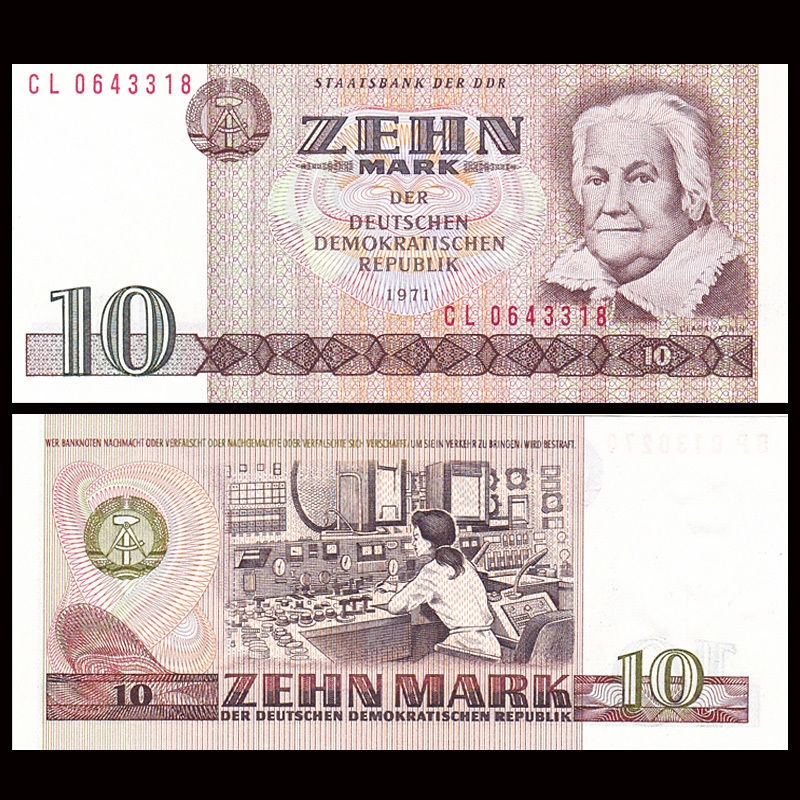 CL 0643318
STAATSBANK DER DDR
ZEHN
MARK
DER
DEUTSCHEN
DEMOKRATISCHEN
REPUBLIK
1971
CL 0643318
CLARA ZETKIN
10
10
WER BANKNOTEN NACHMACHT ODER VERFÄLSCHT ODER NACHGEMACHTE ODER VERFÄLSCHTE SICH VERSCHAFFT, UM SIE IN VERKEHR ZU BRINGEN, WIRD BESTRAFT.
10
ZEHN MARK
10
DER DEUTSCHEN DEMOKRATISCHEN REPUBLIK